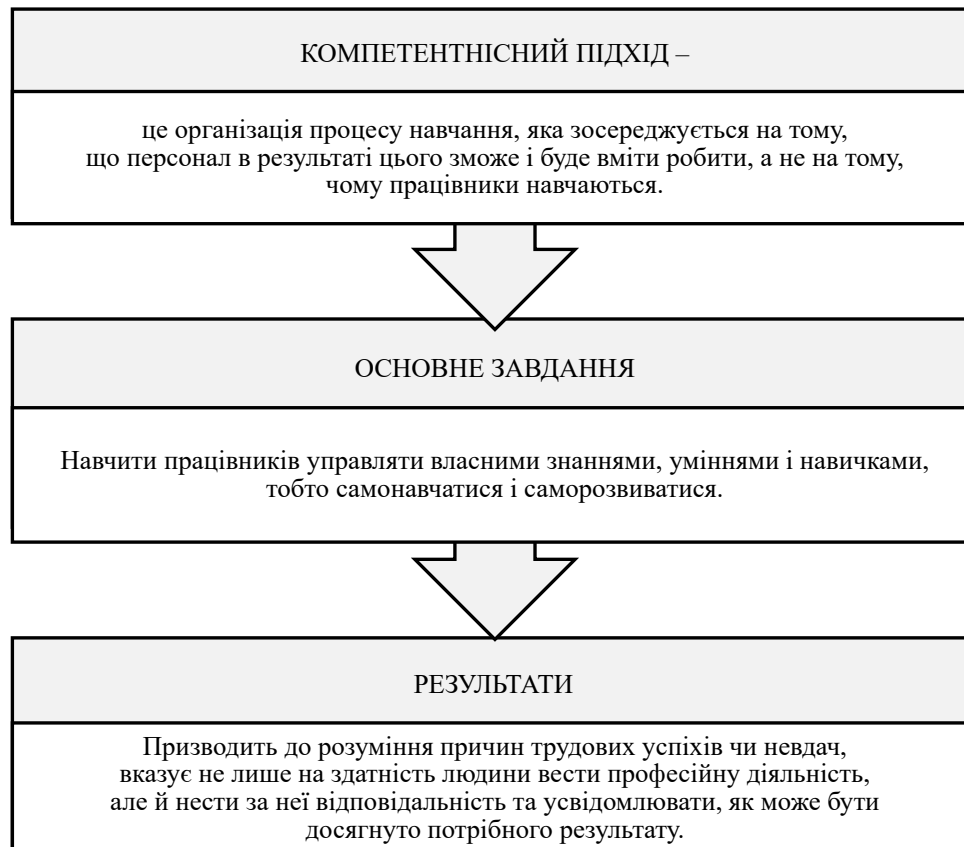 КОМПЕТЕНТНІСНИЙ ПІДХІД –
це організація процесу навчання, яка зосереджується на тому,
що персонал в результаті цього зможе і буде вміти робити, а не на тому,
чому працівники навчаються.
ОСНОВНЕ ЗАВДАННЯ
Навчити працівників управляти власними знаннями, уміннями і навичками,
тобто самонавчатися і саморозвиватися.
РЕЗУЛЬТАТИ
Призводить до розуміння причин трудових успіхів чи невдач,
вказує не лише на здатність людини вести професійну діяльність,
але й нести за неї відповідальність та усвідомлювати, як може бути
досягнуто потрібного результату.